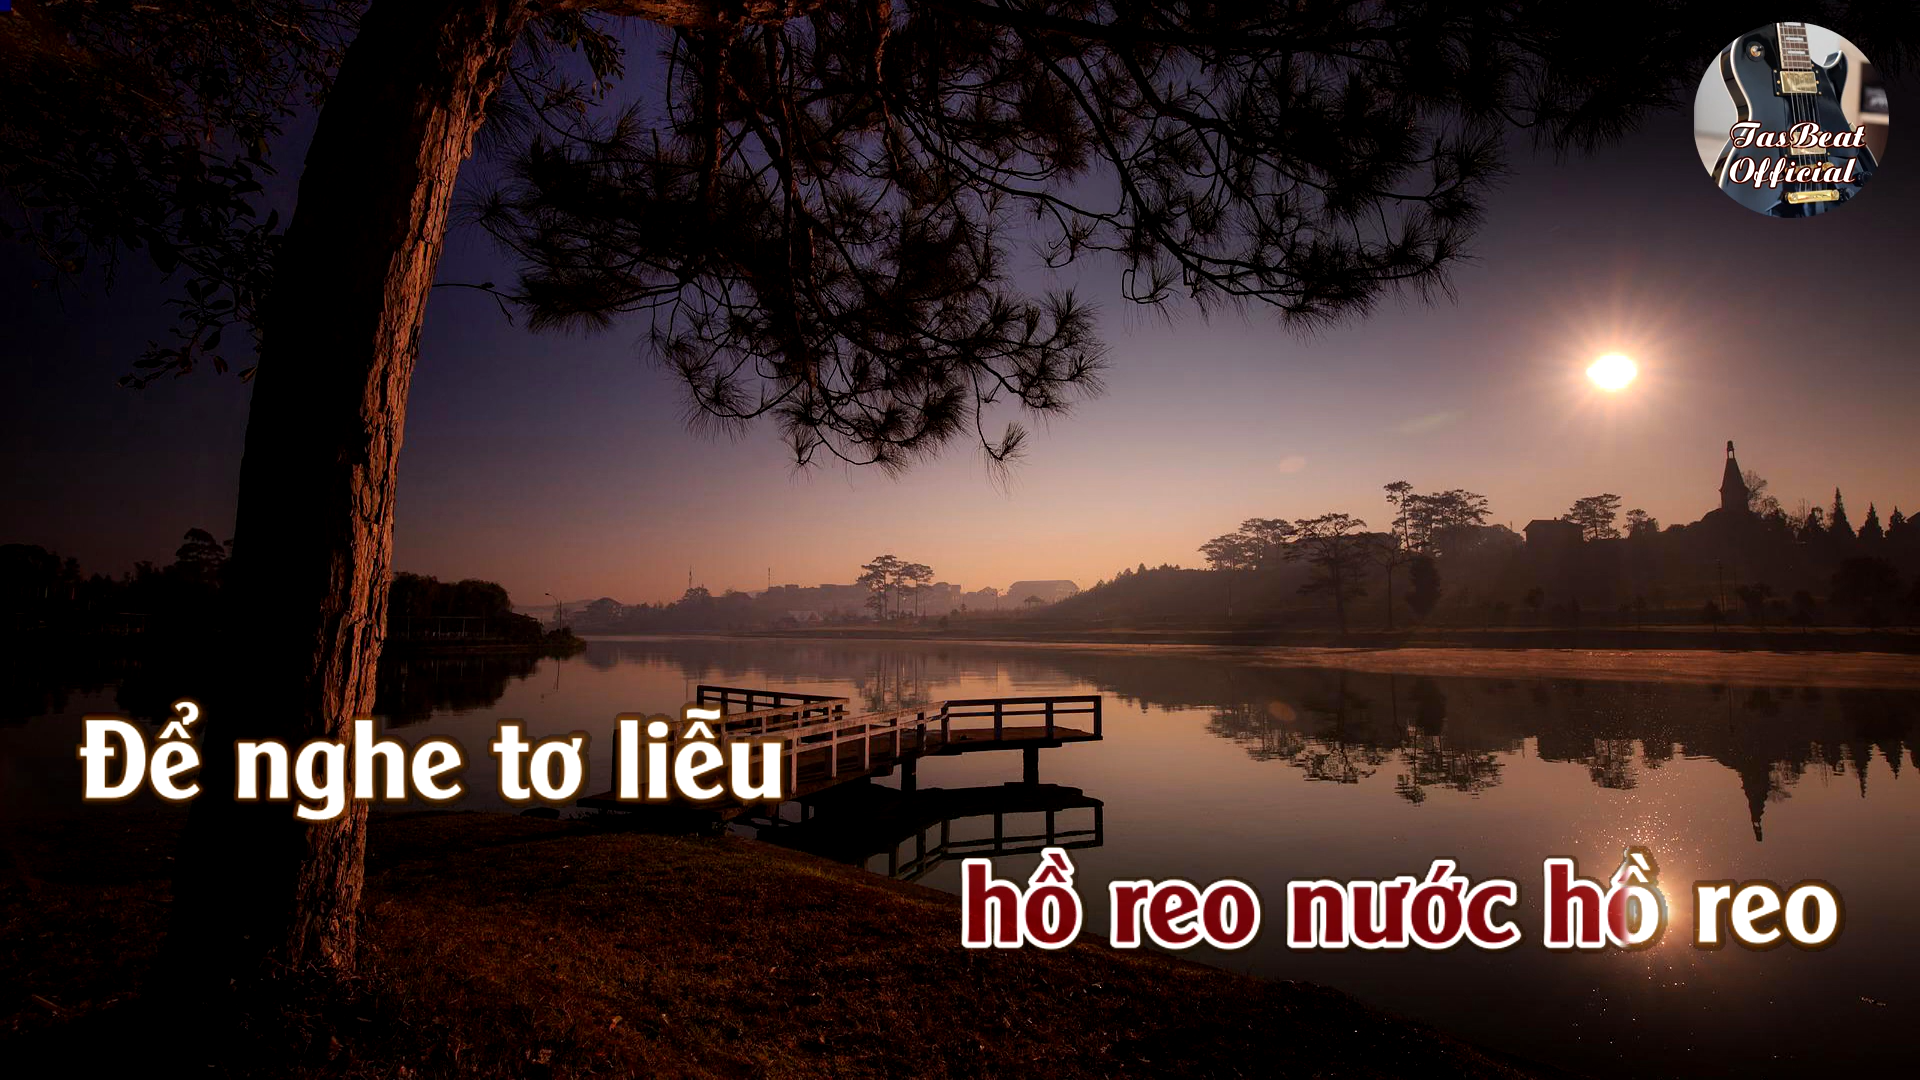 TasBeat
Official
Để nghe tơ liễu
hồ reo nước hồ reo